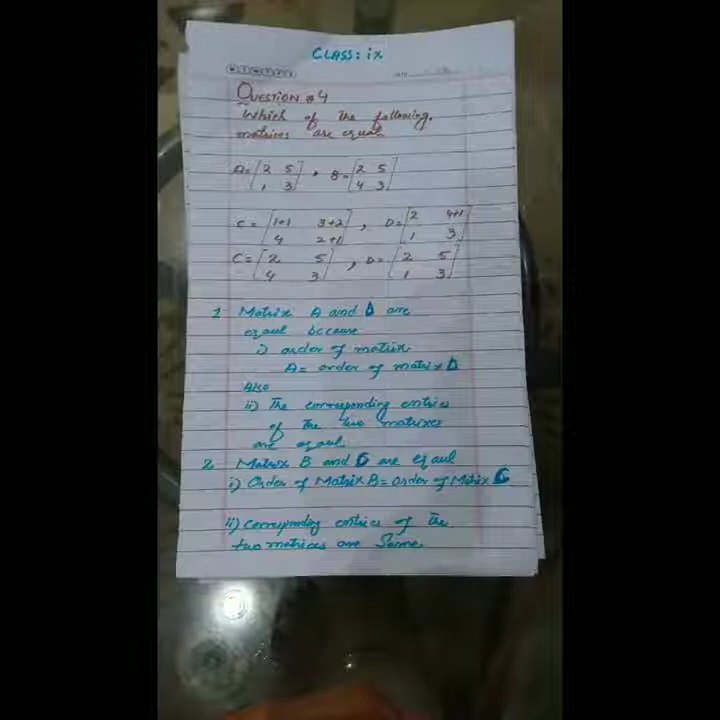 CLASS: ix
QUESTION #4
Which of the following.
matrices are equal
A= [2 5 , B= [2 5
1 3] 4 3]
C = [1+1 3+2 , D= [2 4+1
4 2+1] 1 3]
C = [2 5 , D= [2 5
4 3] 1 3]
1 Matrix A and D are
eqaul because
i) order of matrix
A= order of matrix D
Also
ii) The corresponding entries
of the two matrixes
are eqaul
2 Matrix B and C are eqaul
i) Order of Matrix B = Order of Matrix C
ii) corresponding entries of the
two matrices are Same.